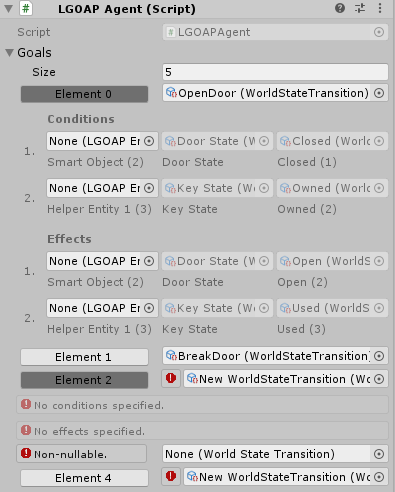 LGOAP Agent (Script)
Script LGOAPAgent
Goals
Size 5
Element 0 OpenDoor (WorldStateTransition)
Conditions
1. None (LGOAP Er Door State (W Closed (Worl
Smart Object (2) Door State Closed (1)
2. None (LGOAP Er Key State (W Owned (Wor
Helper Entity 1 (3) Key State Owned (2)
Effects
1. None (LGOAP Er Door State (W Open (WorldS
Smart Object (2) Door State Open (2)
2. None (LGOAP Er Key State (W Used (WorldS
Helper Entity 1 (3) Key State Used (3)
Element 1 BreakDoor (WorldStateTransition)
Element 2 New WorldStateTransition (Wo
No conditions specified.
No effects specified.
Non-nullable. None (World State Transition)
Element 4 New WorldStateTransition (Wo